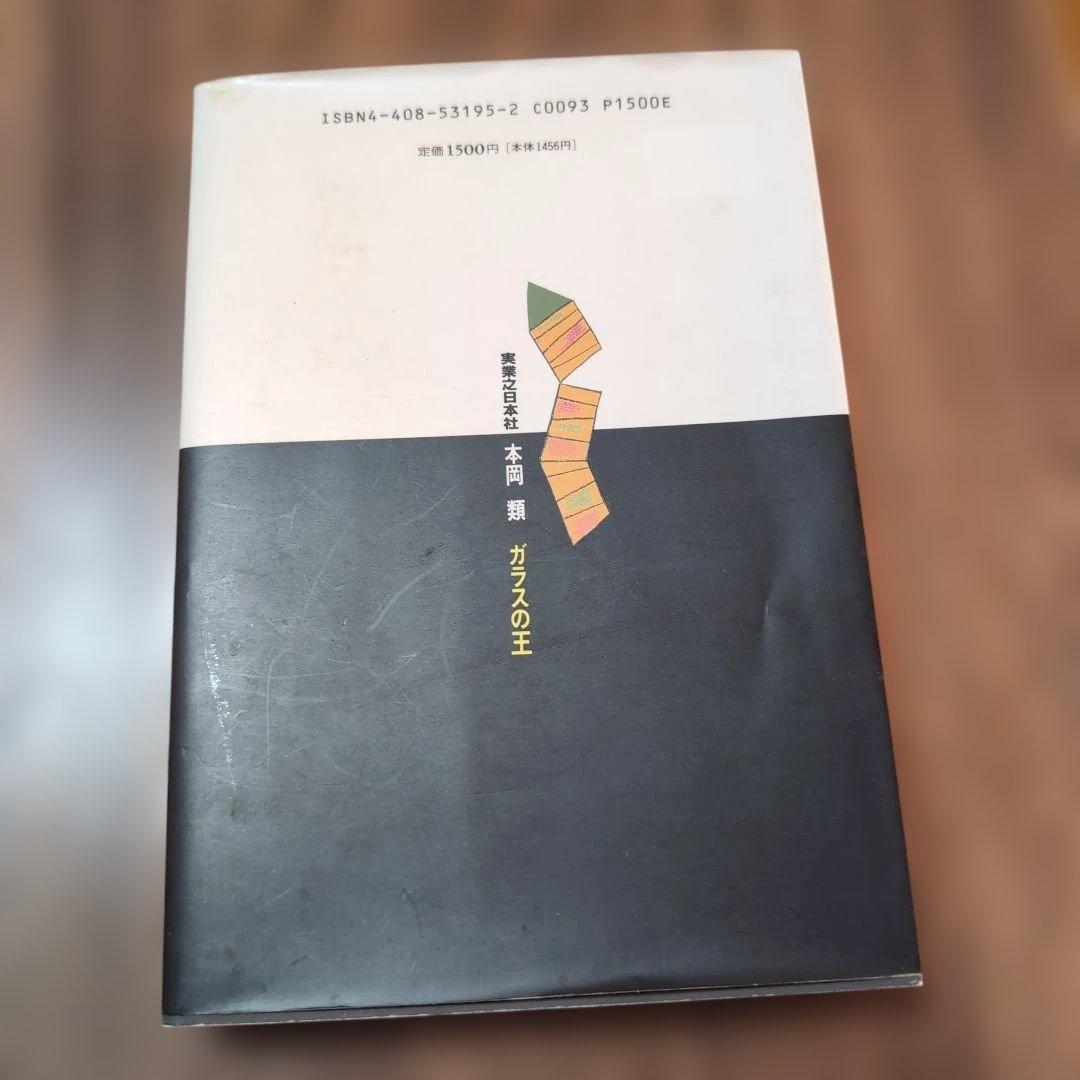 ISBN4-408-53195-2 C0093 P1500E
定価1500円［本体1456円］
実業之日本社
本岡 類
ガラスの王